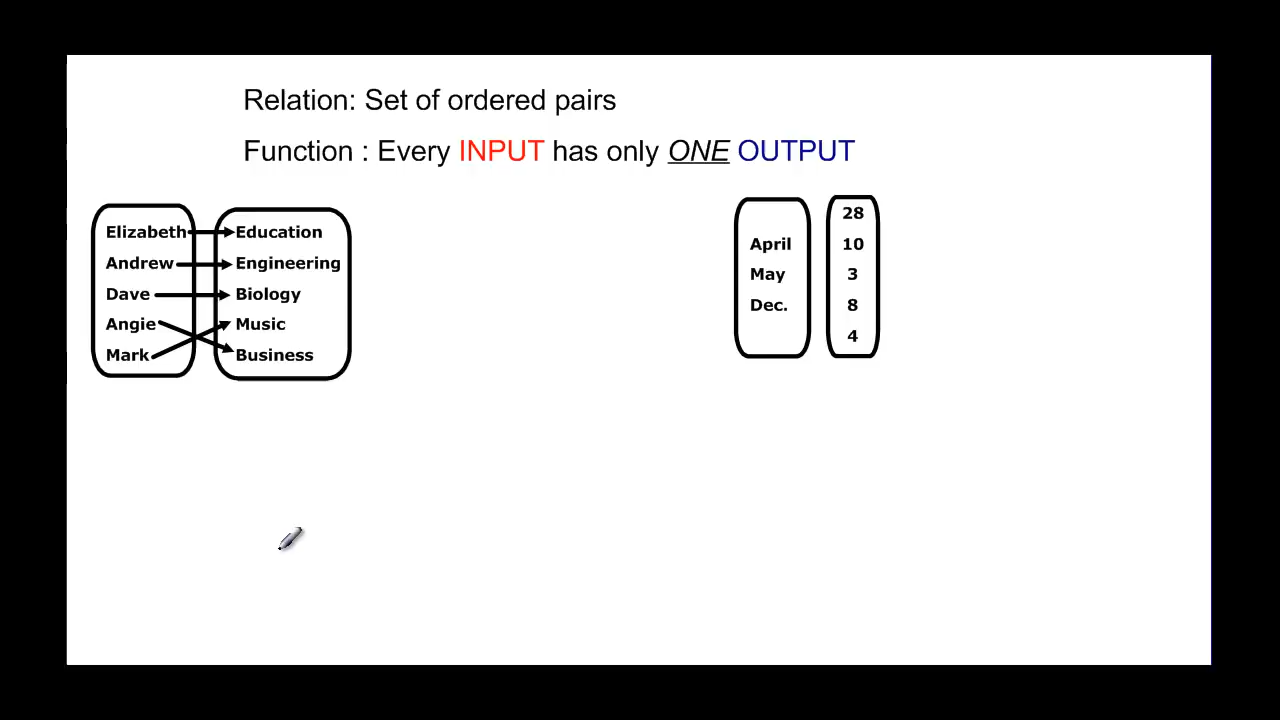 Relation: Set of ordered pairs
Function : Every INPUT has only ONE OUTPUT
Elizabeth
Andrew
Dave
Angie
Mark
Education
Engineering
Biology
Music
Business
April
May
Dec.
28
10
3
8
4